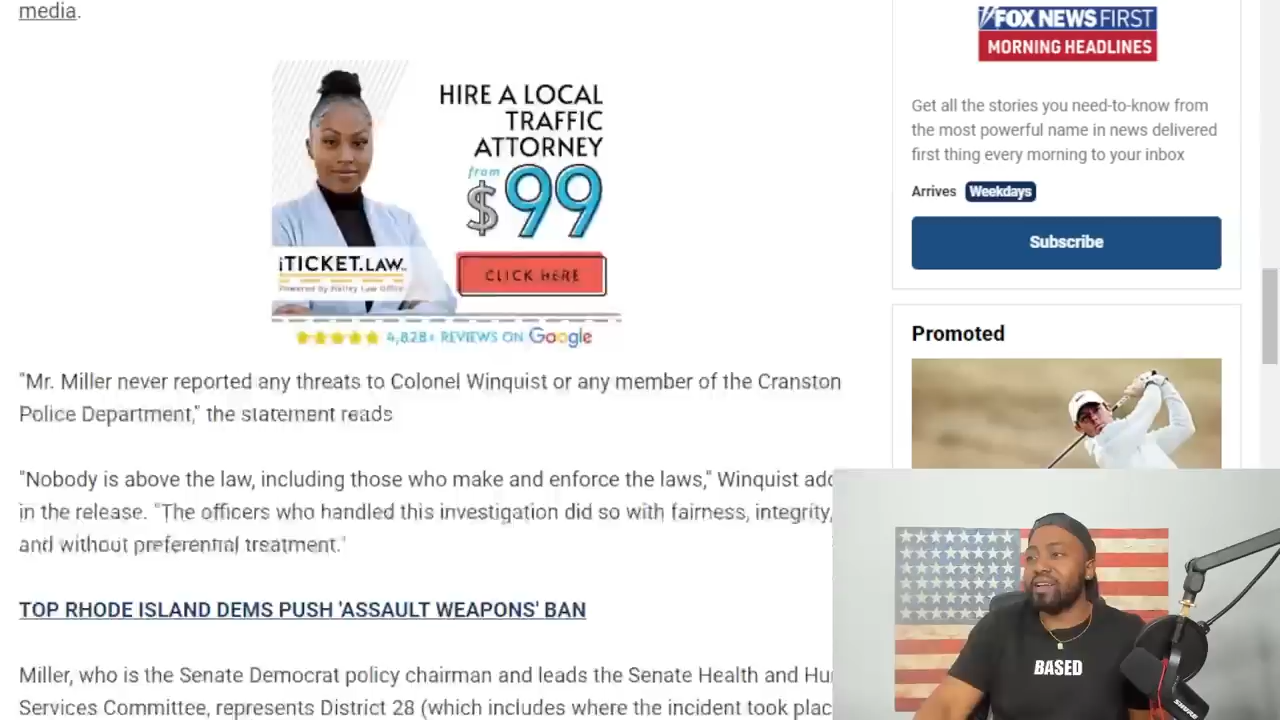 media.
HIRE A LOCAL
TRAFFIC
ATTORNEY
from
$99
iTICKET.LAW
Powered by Hatley Law Office
CLICK HERE
4,828+ REVIEWS ON Google
"Mr. Miller never reported any threats to Colonel Winquist or any member of the Cranston
Police Department," the statement reads
"Nobody is above the law, including those who make and enforce the laws," Winquist add
in the release. "The officers who handled this investigation did so with fairness, integrity,
and without preferential treatment."
TOP RHODE ISLAND DEMS PUSH 'ASSAULT WEAPONS' BAN
Miller, who is the Senate Democrat policy chairman and leads the Senate Health and Hu
Services Committee, represents District 28 (which includes where the incident took plac
FOX NEWS FIRST
MORNING HEADLINES
Get all the stories you need-to-know from
the most powerful name in news delivered
first thing every morning to your inbox
Arrives Weekdays
Subscribe
Promoted
BASED
SHURE